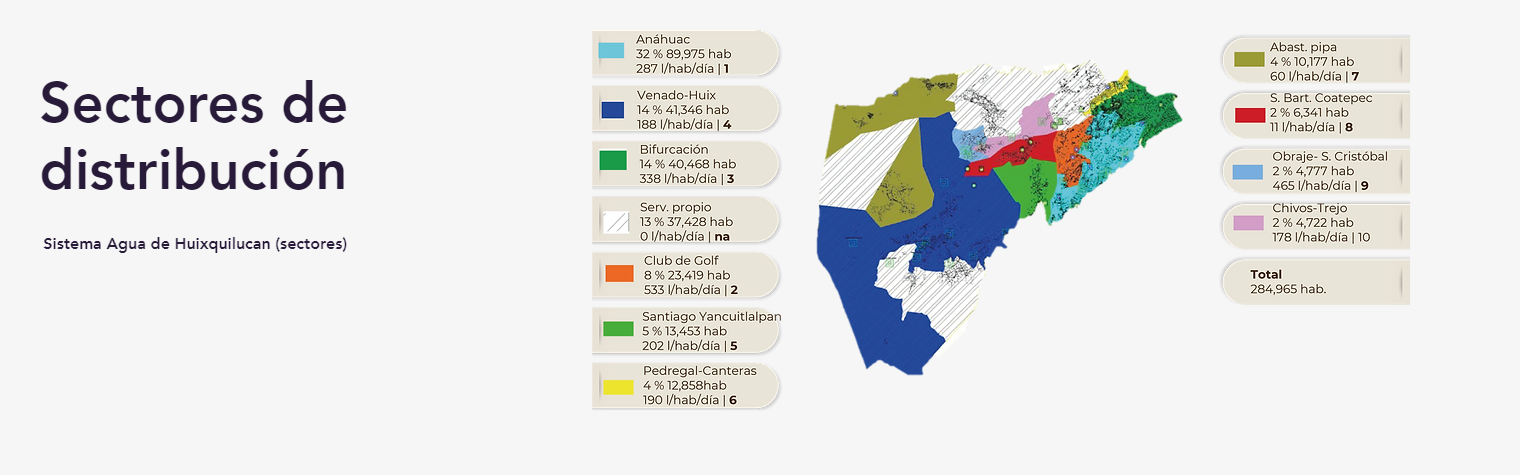 Sectores de
distribución
Sistema Agua de Huixquilucan (sectores)
Anáhuac
32 % 89,975 hab
287 l/hab/día | 1
Venado-Huix
14 % 41,346 hab
188 l/hab/día | 4
Bifurcación
14 % 40,468 hab
338 l/hab/día | 3
Serv. propio
13 % 37,428 hab
0 l/hab/día | na
Club de Golf
8 % 23,419 hab
533 l/hab/día | 2
Santiago Yancuitlalpan
5 % 13,453 hab
202 l/hab/día | 5
Pedregal-Canteras
4 % 12,858hab
190 l/hab/día | 6
Abast. pipa
4 % 10,177 hab
60 l/hab/día | 7
S. Bart. Coatepec
2 % 6,341 hab
11 l/hab/día | 8
Obraje- S. Cristóbal
2 % 4,777 hab
465 l/hab/día | 9
Chivos-Trejo
2 % 4,722 hab
178 l/hab/día | 10
Total
284,965 hab.